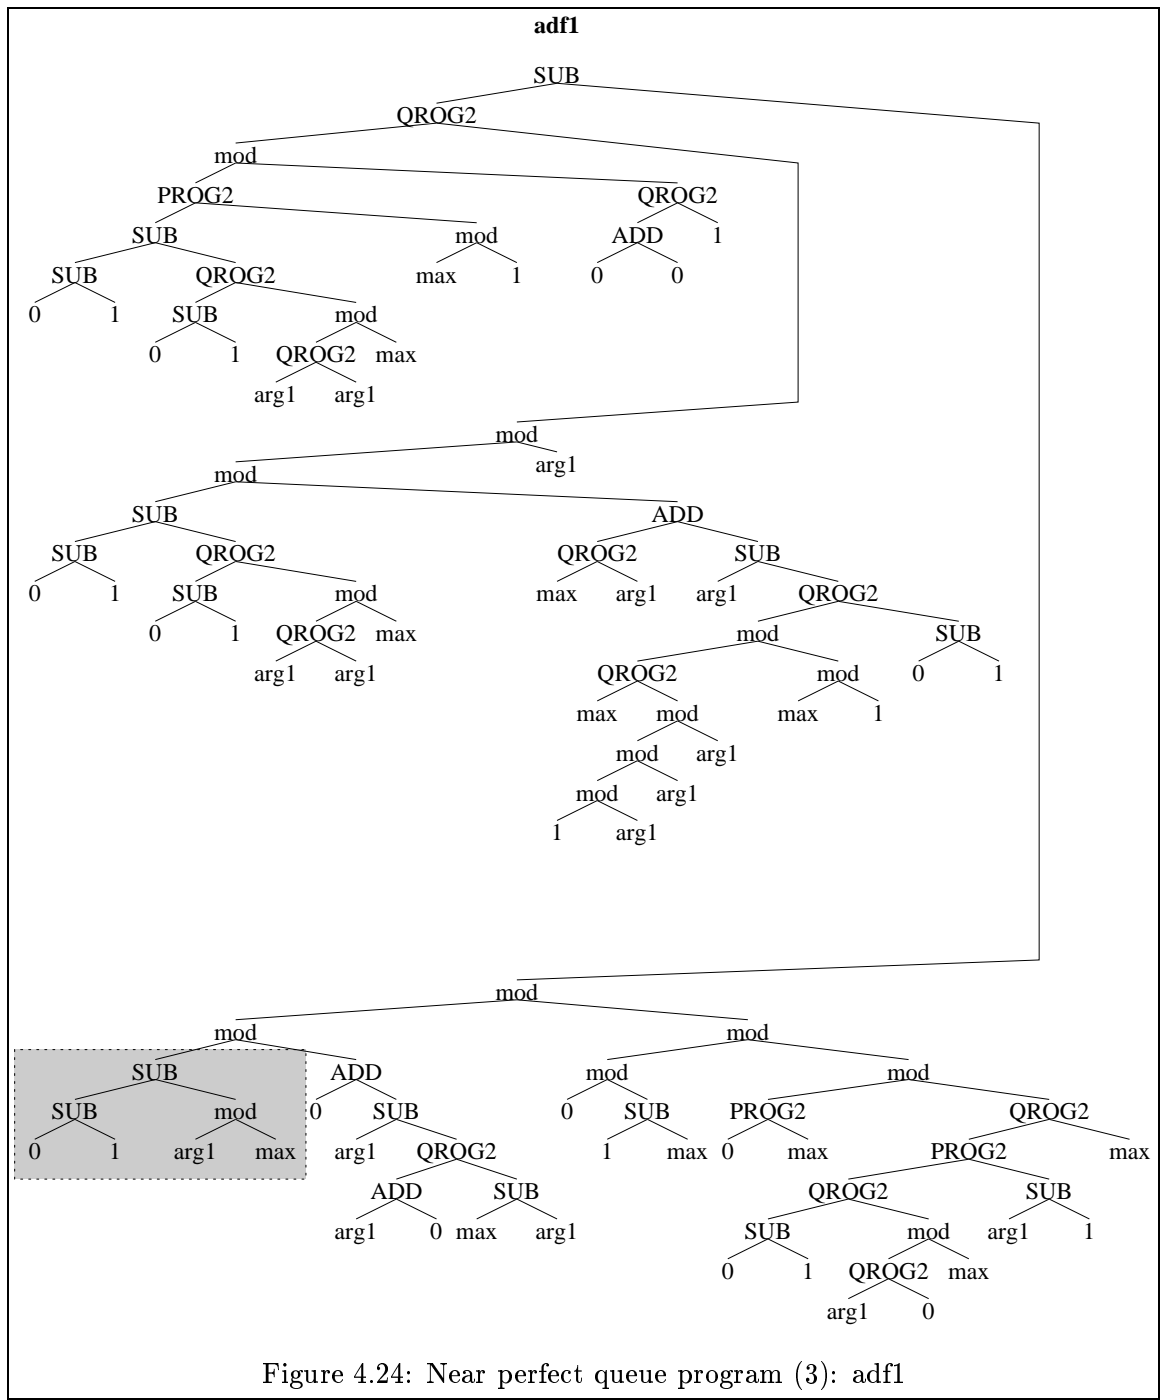 adf1
SUB
QROG2
mod
PROG2 QROG2
SUB mod ADD 1
SUB QROG2 max 1 0 0
0 1 SUB mod
0 1 QROG2 max
arg1 arg1
mod
arg1
mod
SUB ADD
SUB QROG2 QROG2 SUB
0 1 SUB mod max arg1 arg1 QROG2
0 1 QROG2 max mod SUB
arg1 arg1 QROG2 mod 0 1
max mod max 1
mod arg1
mod arg1
1 arg1
mod
mod mod
SUB ADD mod mod
SUB mod 0 SUB 0 SUB PROG2 QROG2
0 1 arg1 max arg1 QROG2 1 max 0 max PROG2 max
ADD SUB QROG2 SUB
arg1 0 max arg1 SUB mod arg1 1
0 1 QROG2 max
arg1 0
Figure 4.24: Near perfect queue program (3): adf1